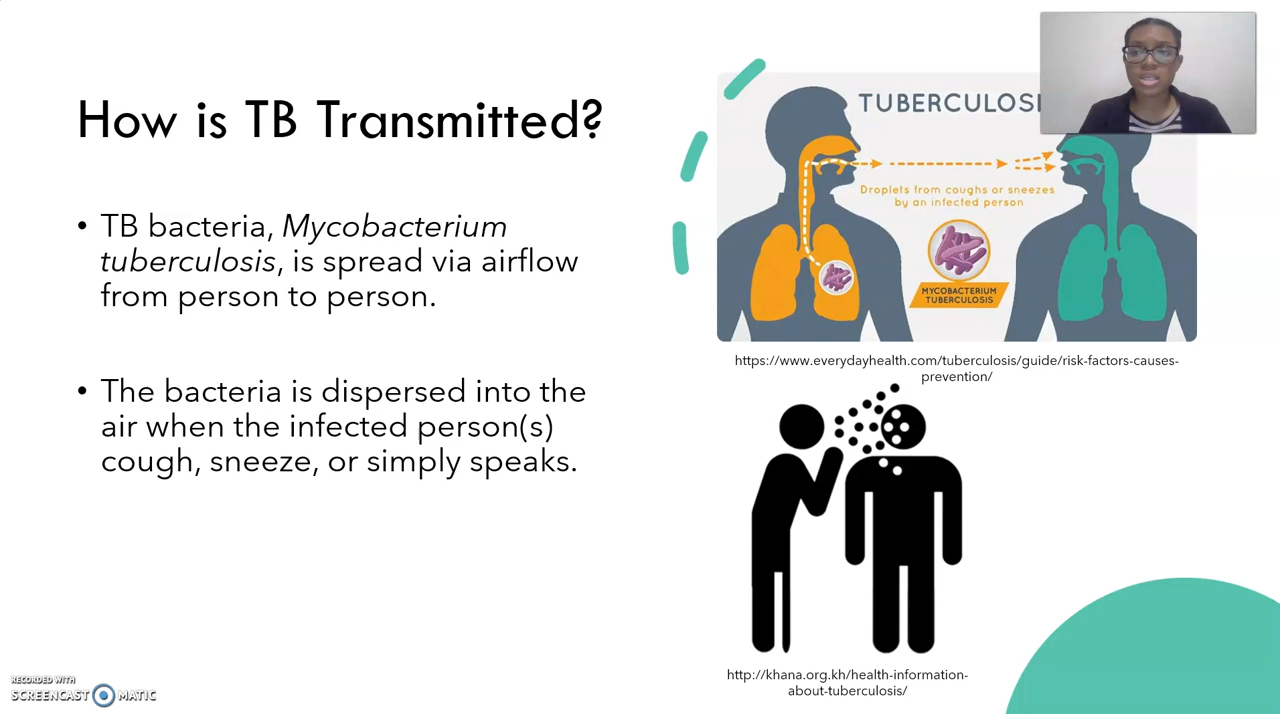 How is TB Transmitted?
• TB bacteria, Mycobacterium
tuberculosis, is spread via airflow
from person to person.
• The bacteria is dispersed into the
air when the infected person(s)
cough, sneeze, or simply speaks.
TUBERCULOSI
Droplets from coughs or sneezes
by an infected person
MYCOBACTERIUM
TUBERCULOSIS
https://www.everydayhealth.com/tuberculosis/guide/risk-factors-causes-
prevention/
http://khana.org.kh/health-information-
about-tuberculosis/
RECORDED WITH
SCREENCAST MATIC